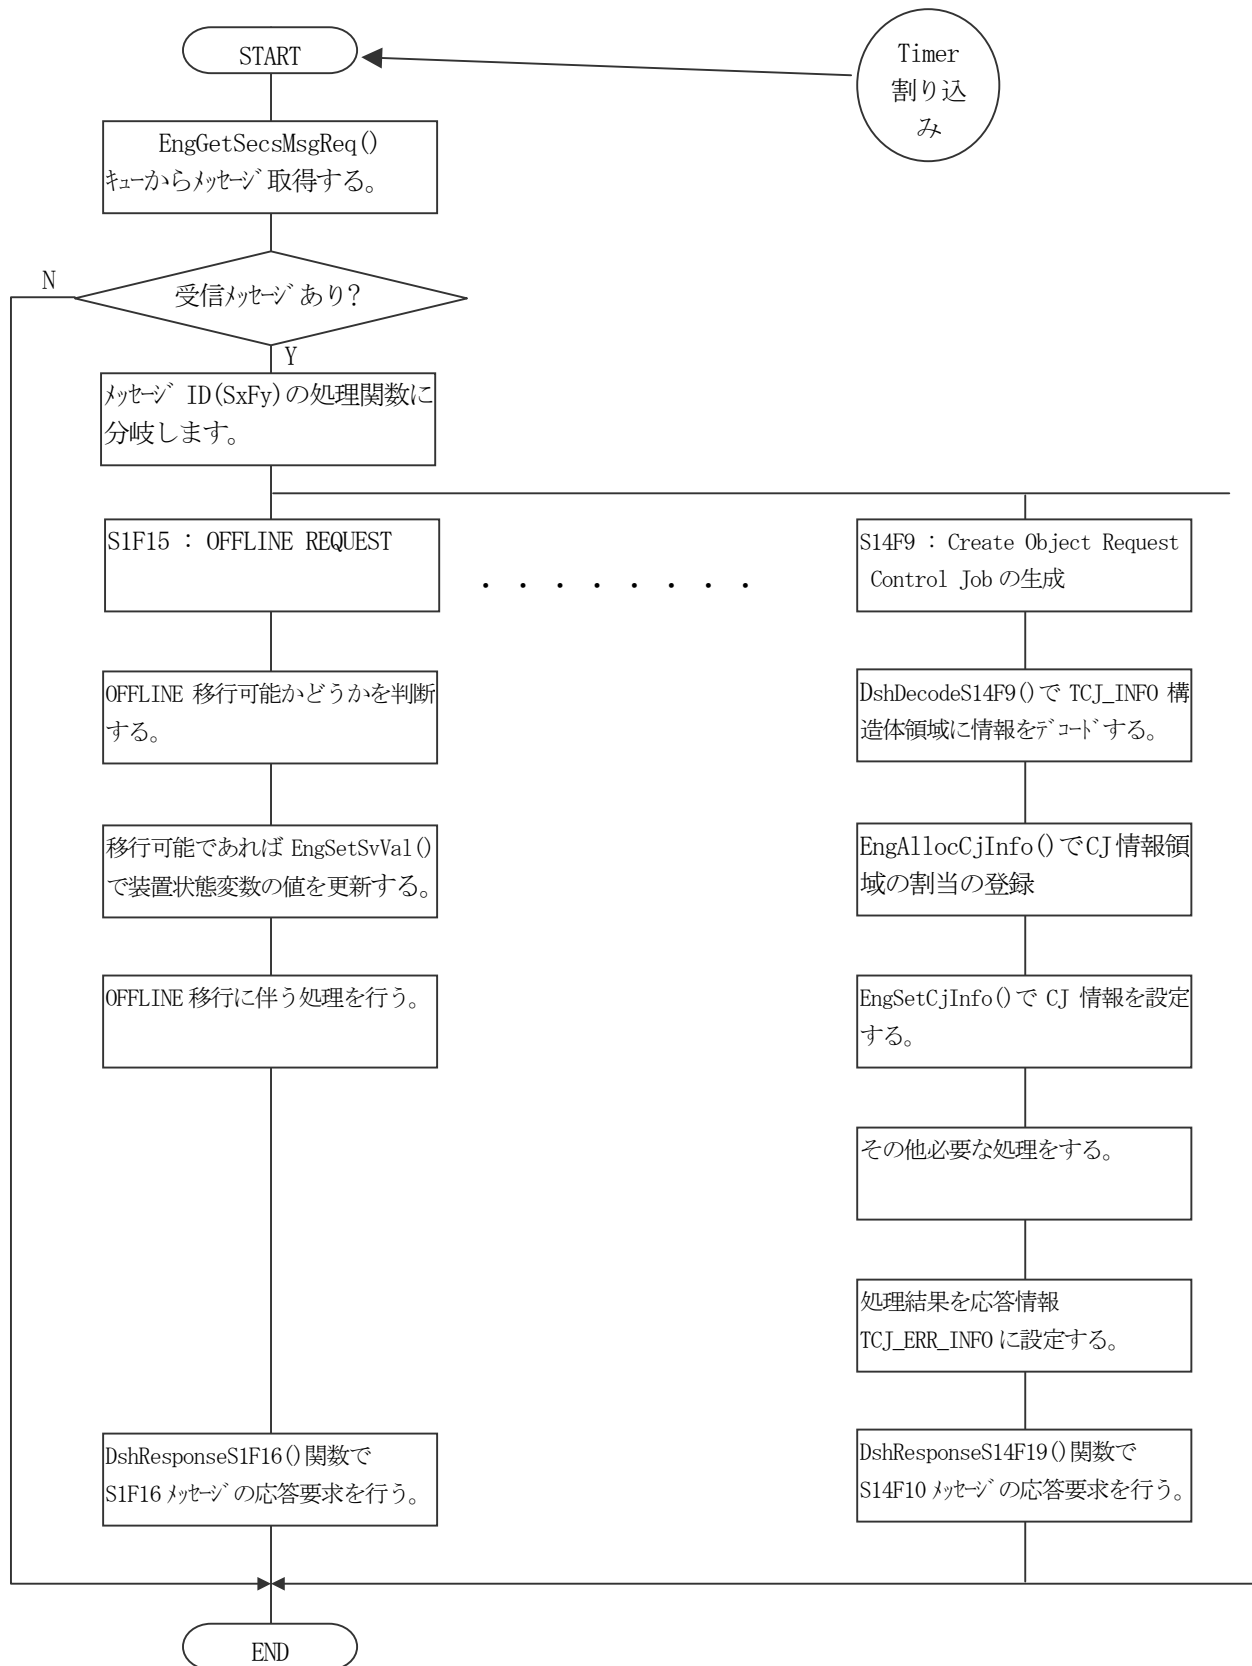 START
Timer
割り込
み
EngGetSecsMsgReq()
ｷｭｰからﾒｯｾｰｼﾞ取得する。
N
受信ﾒｯｾｰｼﾞあり?
Y
ﾒｯｾｰｼﾞ ID(SxFy)の処理関数に
分岐します。
S1F15 : OFFLINE REQUEST
. . . . . . . .
S14F9 : Create Object Request
Control Job の生成
OFFLINE 移行可能かどうかを判断
する。
DshDecodeS14F9()で TCJ_INFO 構
造体領域に情報をﾃﾞｺｰﾄﾞする。
移行可能であれば EngSetSvVal()
で装置状態変数の値を更新する。
EngAllocCjInfo()でCJ情報領
域の割当の登録
OFFLINE 移行に伴う処理を行う。
EngSetCjInfo()で CJ 情報を設定
する。
その他必要な処理をする。
処理結果を応答情報
TCJ_ERR_INFO に設定する。
DshResponseS1F16()関数で
S1F16 ﾒｯｾｰｼﾞの応答要求を行う。
DshResponseS14F19()関数で
S14F10 ﾒｯｾｰｼﾞの応答要求を行う。
END